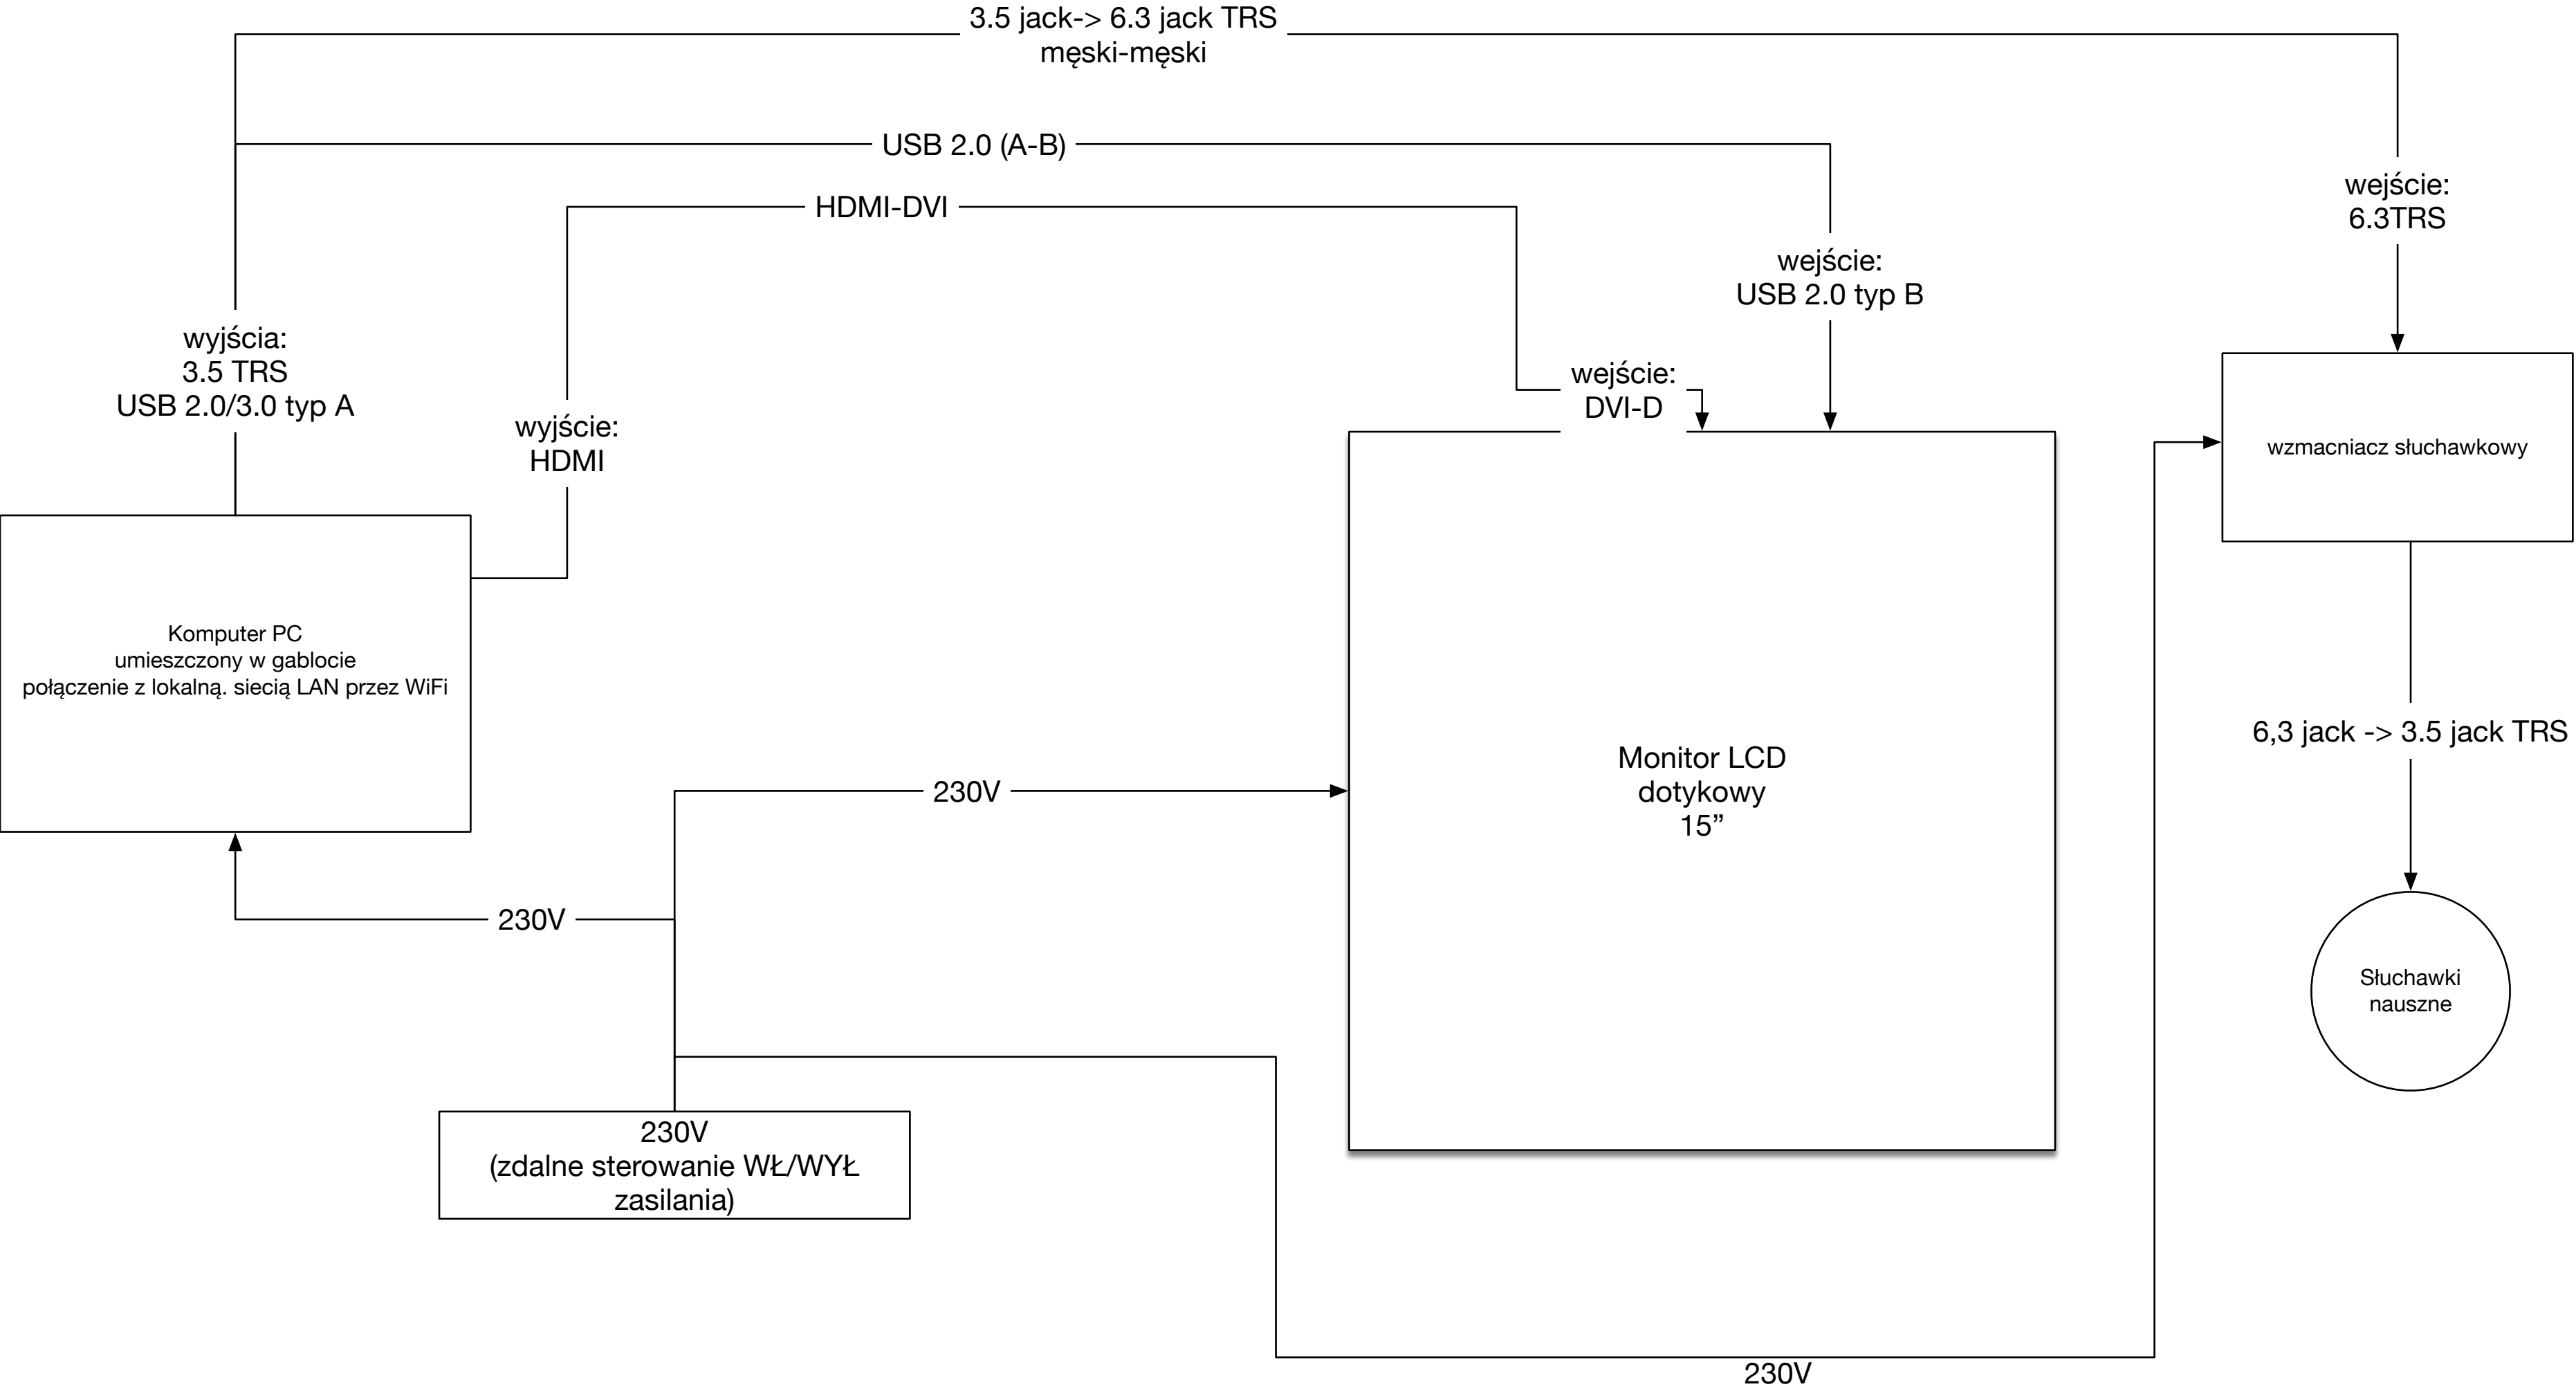 3.5 jack-> 6.3 jack TRS
męski-męski
USB 2.0 (A-B)
HDMI-DVI
wejście:
6.3TRS
wejście:
USB 2.0 typ B
wyjścia:
3.5 TRS
USB 2.0/3.0 typ A
wejście:
DVI-D
wyjście:
HDMI
wzmacniacz słuchawkowy
Komputer PC
umieszczony w gablocie
połączenie z lokalną. siecią LAN przez WiFi
6,3 jack -> 3.5 jack TRS
Monitor LCD
dotykowy
15”
230V
230V
Słuchawki
nauszne
230V
(zdalne sterowanie WŁ/WYŁ
zasilania)
230V